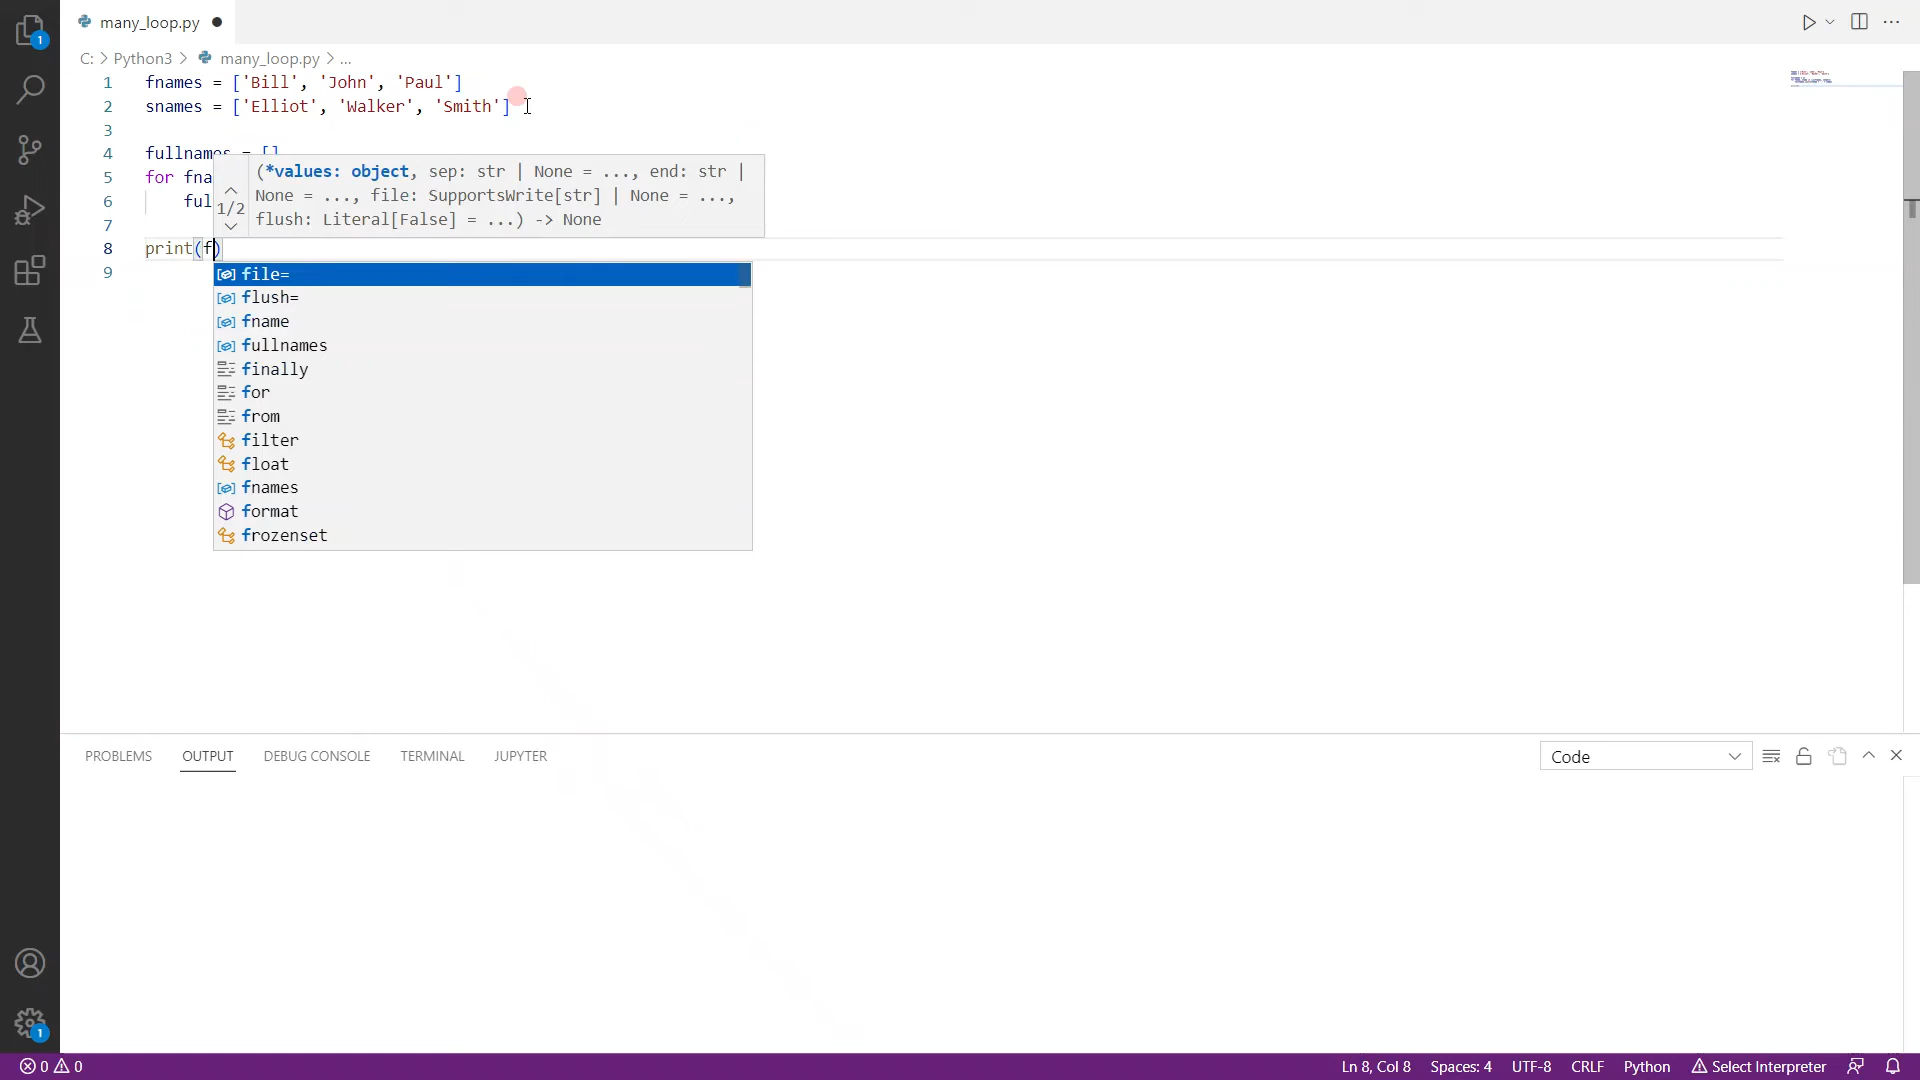 many_loop.py
C: Python3 many_loop.py ...
1 fnames = ['Bill', 'John', 'Paul']
2 snames = ['Elliot', 'Walker', 'Smith']
3
4 fullnames = []
5 for fna
6 ful
7
8 print(f)
9
(*values: object, sep: str | None = ..., end: str |
None = ..., file: SupportsWrite[str] | None = ...,
flush: Literal[False] = ...) -> None
1/2
file=
flush=
fname
fullnames
finally
for
from
filter
float
fnames
format
frozenset
PROBLEMS OUTPUT DEBUG CONSOLE TERMINAL JUPYTER
Code
1
1
0 0
Ln 8, Col 8 Spaces: 4 UTF-8 CRLF Python Select Interpreter